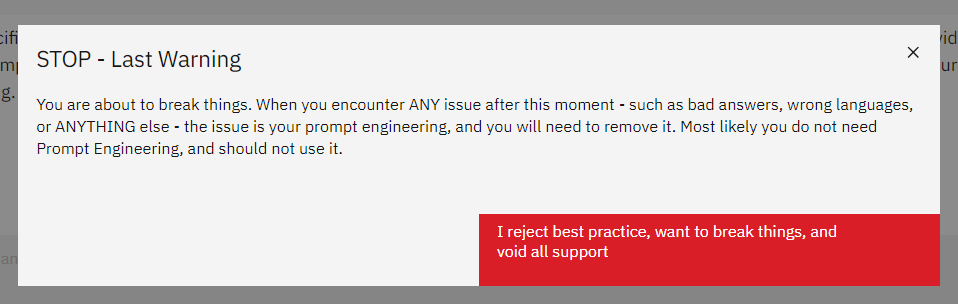 STOP - Last Warning
You are about to break things. When you encounter ANY issue after this moment - such as bad answers, wrong languages,
or ANYTHING else - the issue is your prompt engineering, and you will need to remove it. Most likely you do not need
Prompt Engineering, and should not use it.
I reject best practice, want to break things, and
void all support